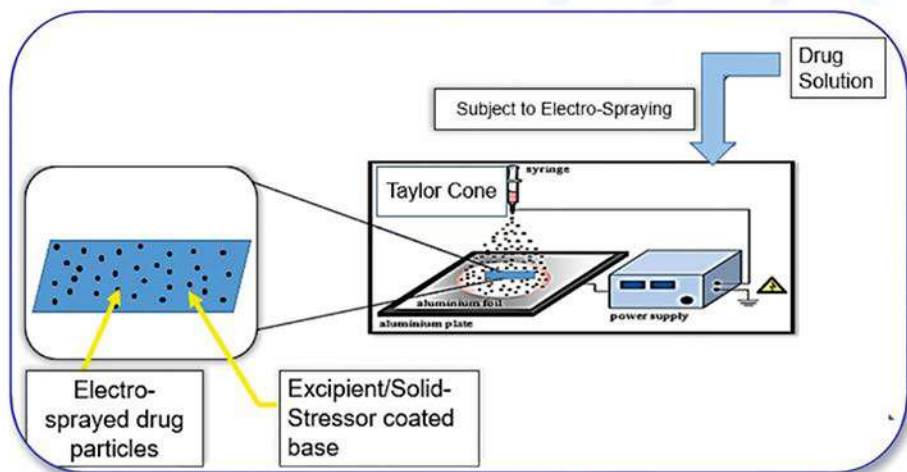 Drug
Solution
Subject to Electro-Spraying
syringe
Taylor Cone
aluminium foil
aluminium plate
power supply
Electro-
sprayed drug
particles
Excipient/Solid-
Stressor coated
base